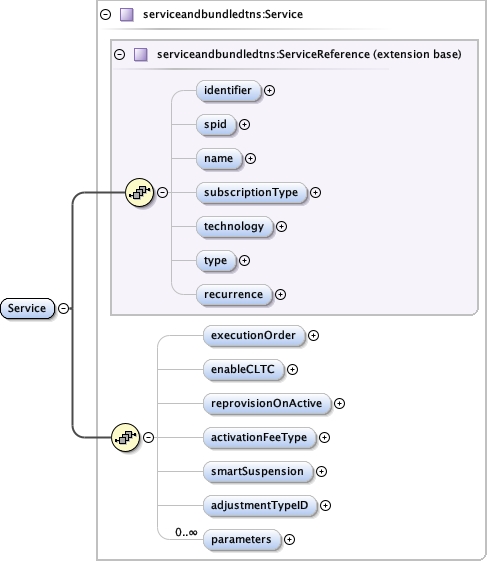 serviceandbundledtns:Service
serviceandbundledtns:ServiceReference (extension base)
identifier
spid
name
subscriptionType
technology
type
recurrence
Service
executionOrder
enableCLTC
reprovisionOnActive
activationFeeType
smartSuspension
adjustmentTypeID
0..∞
parameters